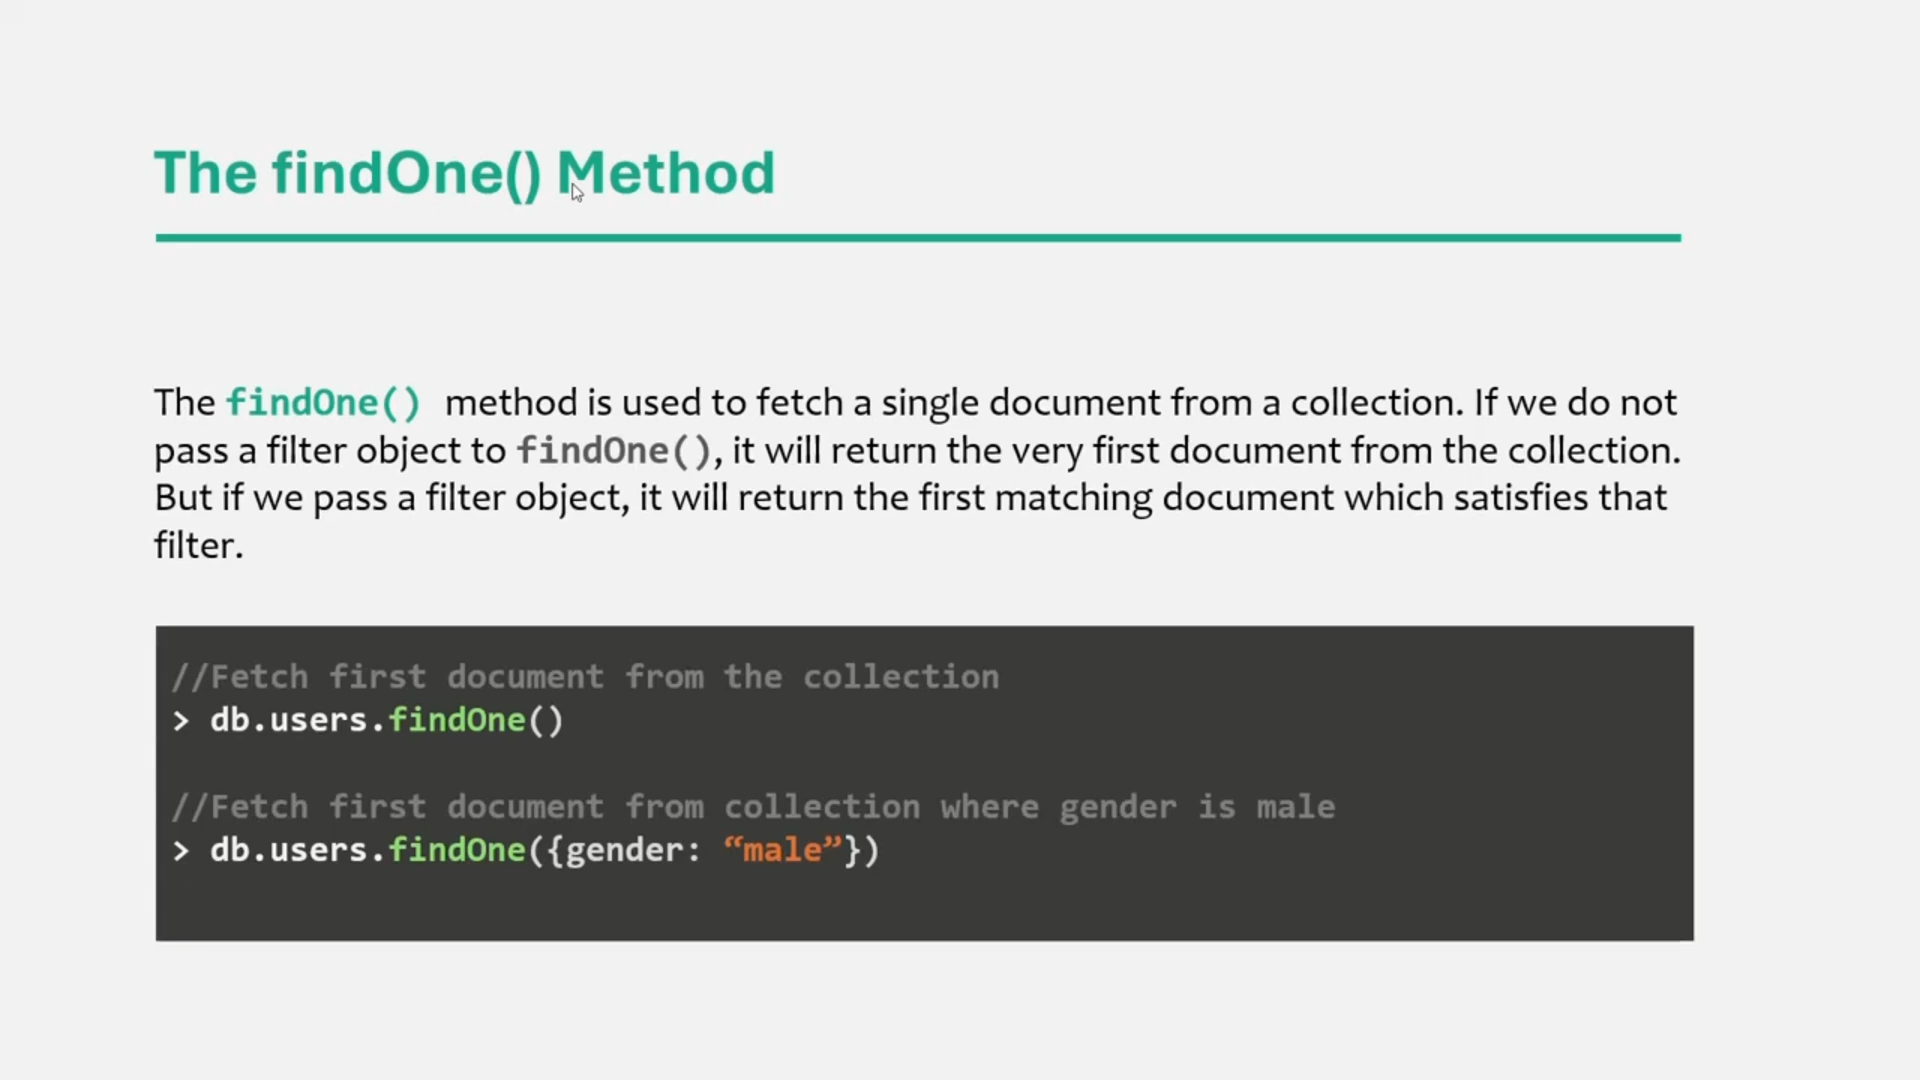 The findOne() Method
The findOne() method is used to fetch a single document from a collection. If we do not
pass a filter object to findOne(), it will return the very first document from the collection.
But if we pass a filter object, it will return the first matching document which satisfies that
filter.
//Fetch first document from the collection
> db.users.findOne()
//Fetch first document from collection where gender is male
> db.users.findOne({gender: “male”})